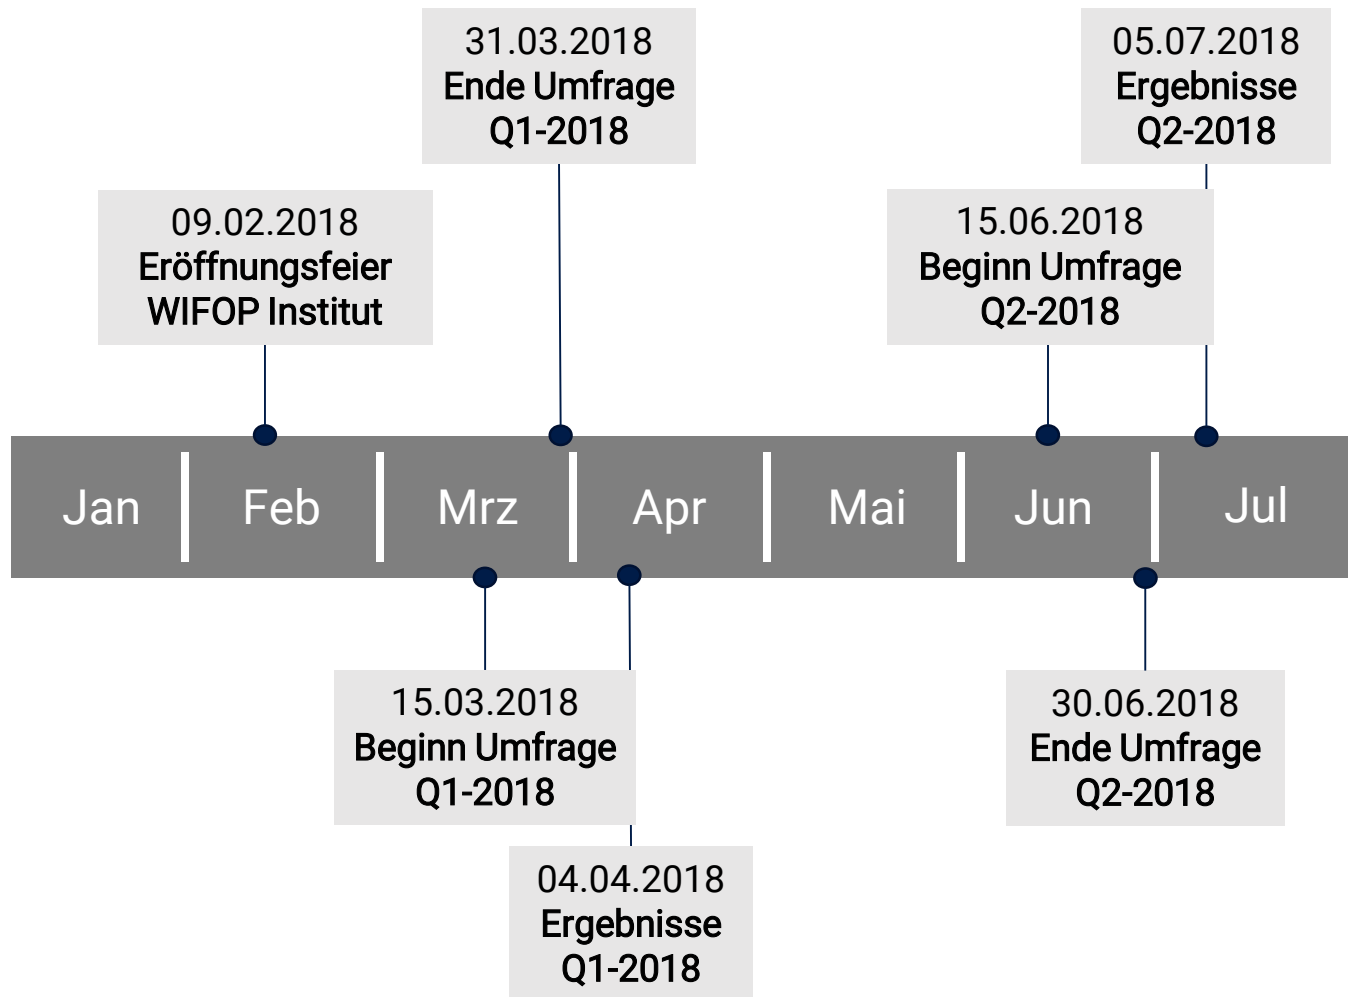 31.03.2018
Ende Umfrage
Q1-2018
05.07.2018
Ergebnisse
Q2-2018
09.02.2018
Eröffnungsfeier
WIFOP Institut
15.06.2018
Beginn Umfrage
Q2-2018
Jan
Feb
Mrz
Apr
Mai
Jun
Jul
15.03.2018
Beginn Umfrage
Q1-2018
30.06.2018
Ende Umfrage
Q2-2018
04.04.2018
Ergebnisse
Q1-2018